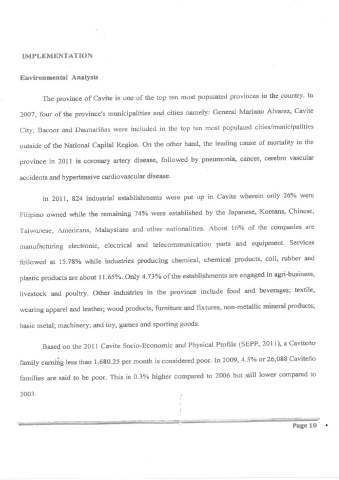 IMPLEMENTATION
Environmental Analysis
The province of Cavite is one of the top ten most populated provinces in the country. In
2007, four of the province's municipalities and cities namely: General Mariano Alvarez, Cavite
City, Bacoor and Dasmariñas were included in the top ten most populated cities/municipalities
outside of the National Capital Region. On the other hand, the leading cause of mortality in the
province in 2011 is coronary artery disease, followed by pneumonia, cancer, cerebro vascular
accidents and hypertensive cardiovascular disease.
In 2011, 824 industrial establishments were put up in Cavite wherein only 26% were
Filipino owned while the remaining 74% were established by the Japanese, Koreans, Chinese,
Taiwanese, Americans, Malaysians and other nationalities. About 16% of the companies are
manufacturing electronic, electrical and telecommunication parts and equipment. Services
followed at 15.78% while industries producing chemical, chemical products, coil, rubber and
plastic products are about 11.65%. Only 4.73% of the establishments are engaged in agri-business,
livestock and poultry. Other industries in the province include food and beverages; textile,
wearing apparel and leather; wood products, furniture and fixtures, non-metallic mineral products;
basic metal; machinery; and toy, games and sporting goods.
Based on the 2011 Cavite Socio-Economic and Physical Profile (SEPP, 2011), a Caviteño
family earning less than 1,680.25 per month is considered poor. In 2009, 4.5% or 26,088 Caviteño
families are said to be poor. This is 0.3% higher compared to 2006 but still lower compared to
2003.
Page 10